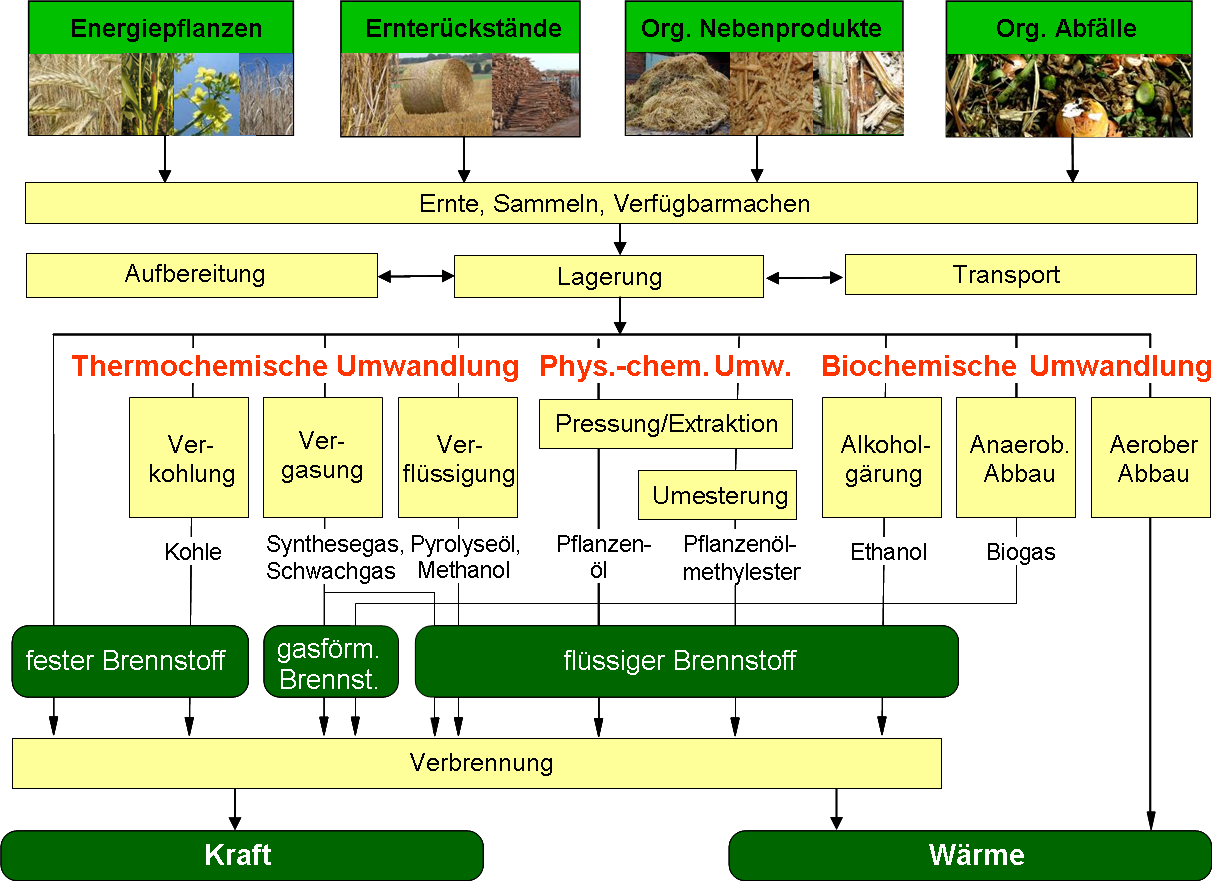 Energiepflanzen
Ernterückstände
Org. Nebenprodukte
Org. Abfälle
Ernte, Sammeln, Verfügbarmachen
Aufbereitung
Lagerung
Transport
Thermochemische Umwandlung
Phys.-chem. Umw.
Biochemische Umwandlung
Ver-
kohlung
Ver-
gasung
Ver-
flüssigung
Pressung/Extraktion
Umesterung
Alkohol-
gärung
Anaerob.
Abbau
Aerober
Abbau
Kohle
Synthesegas,
Schwachgas
Pyrolyseöl,
Methanol
Pflanzen-
öl
Pflanzenöl-
methylester
Ethanol
Biogas
fester Brennstoff
gasförm.
Brennst.
flüssiger Brennstoff
Verbrennung
Kraft
Wärme